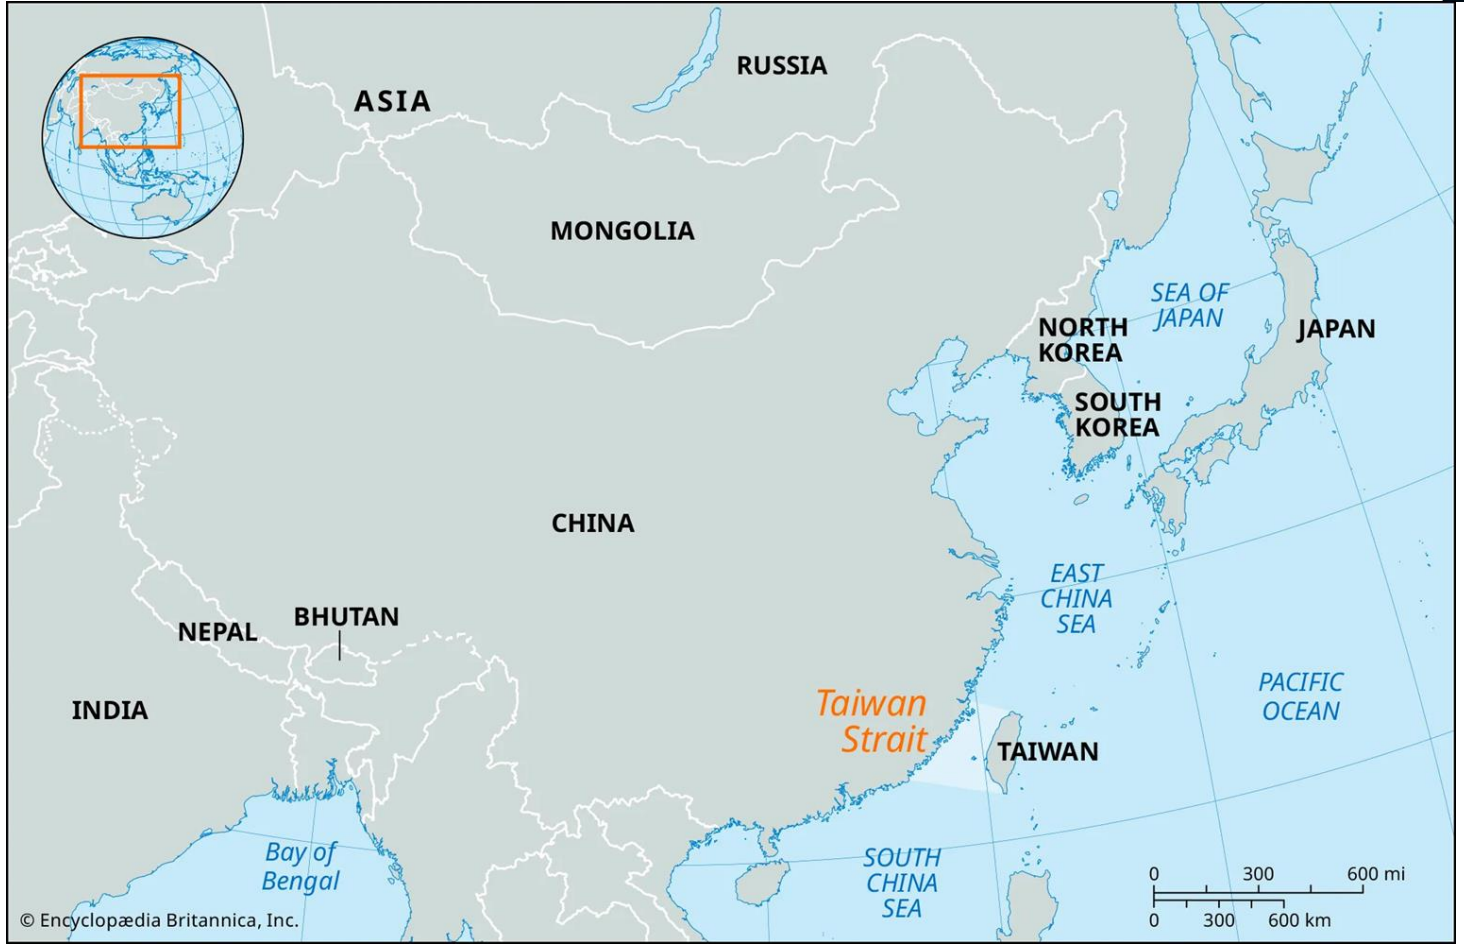 RUSSIA
ASIA
MONGOLIA
SEA OF
JAPAN
NORTH
KOREA
JAPAN
SOUTH
KOREA
CHINA
EAST
CHINA
SEA
BHUTAN
NEPAL
INDIA
Taiwan
Strait
TAIWAN
PACIFIC
OCEAN
Bay of
Bengal
SOUTH
CHINA
SEA
0 300 600 mi
0 300 600 km
© Encyclopædia Britannica, Inc.